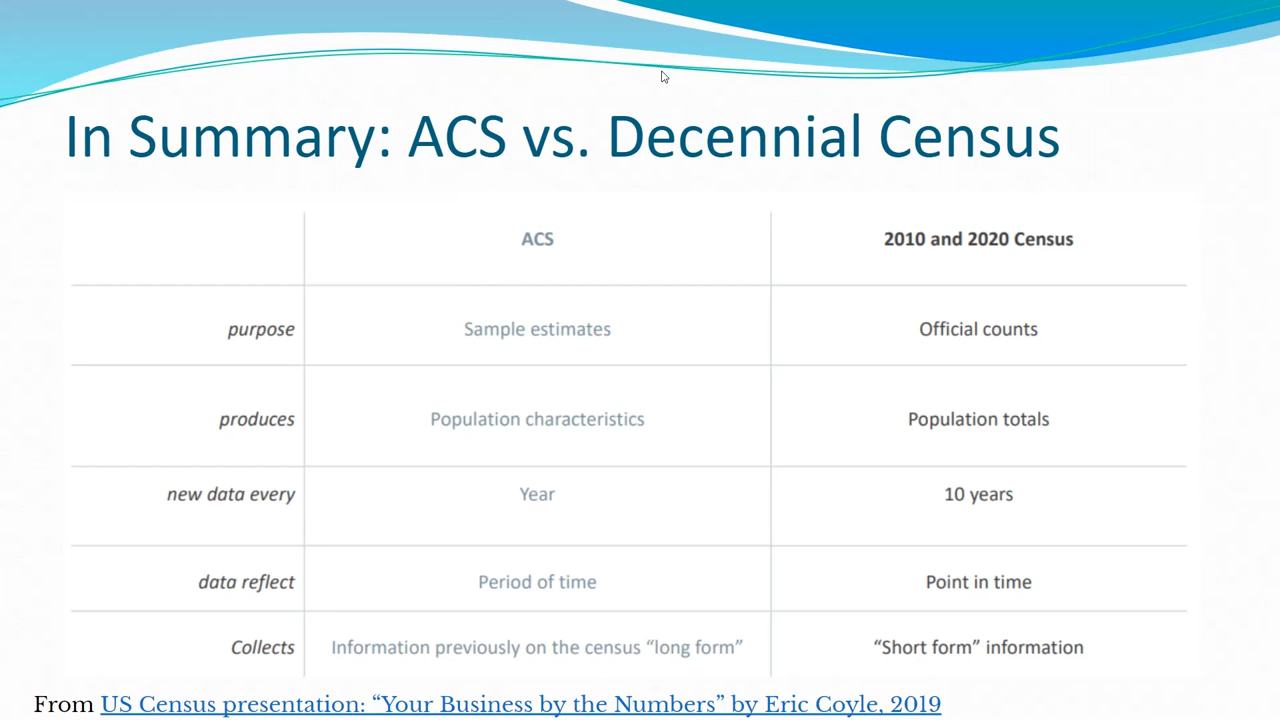 In Summary: ACS vs. Decennial Census
ACS 2010 and 2020 Census
purpose Sample estimates Official counts
produces Population characteristics Population totals
new data every Year 10 years
data reflect Period of time Point in time
Collects Information previously on the census “long form” “Short form” information
From US Census presentation: “Your Business by the Numbers” by Eric Coyle, 2019